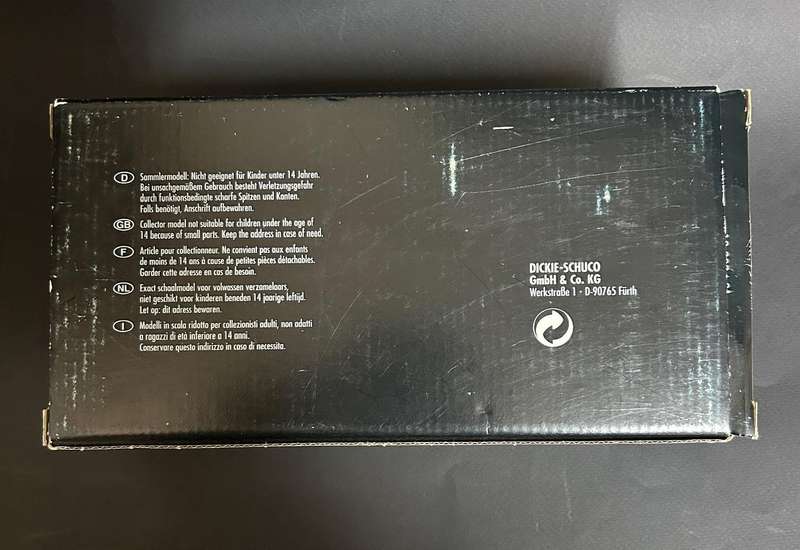 D Sammlermodell: Nicht geeignet für Kinder unter 14 Jahren.
Bei unsachgemäßem Gebrauch besteht Verletzungsgefahr
durch funktionsbedingte scharfe Spitzen und Kanten.
Falls benötigt, Anschrift aufbewahren.
GB Collector model not suitable for children under the age of
14 because of small parts. Keep the address in case of need.
F Article pour collectionneur. Ne convient pas aux enfants
de moins de 14 ans à cause de petites pièces détachables.
Garder cette adresse en cas de besoin.
NL Exact schaalmodel voor volwassen verzamelaars,
niet geschikt voor kinderen beneden 14 jaarige leftijd.
Let op: dit adres bewaren.
I Modelli in scala ridotta per collezionisti adulti, non adatti
a ragazzi di età inferiore a 14 anni.
Conservare questo indirizzo in caso di necessita.
DICKIE-SCHUCO
GmbH & Co. KG
Werkstraße 1 · D-90765 Fürth